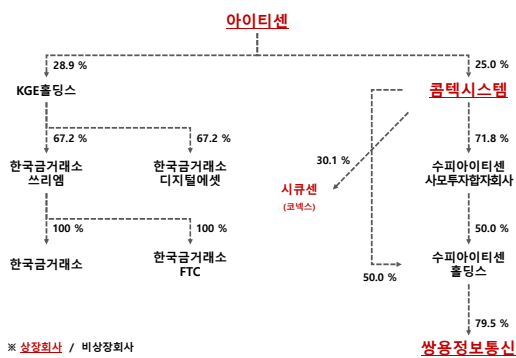 아이티센
28.9 %
25.0 %
KGE홀딩스
콤텍시스템
67.2 %
67.2 %
71.8 %
30.1 %
한국금거래소
쓰리엠
한국금거래소
디지털에셋
시큐센
(코넥스)
수피아이티센
사모투자합자회사
100 %
100 %
50.0 %
한국금거래소
한국금거래소
FTC
수피아이티센
홀딩스
50.0 %
79.5 %
※ 상장회사 / 비상장회사
쌍용정보통신